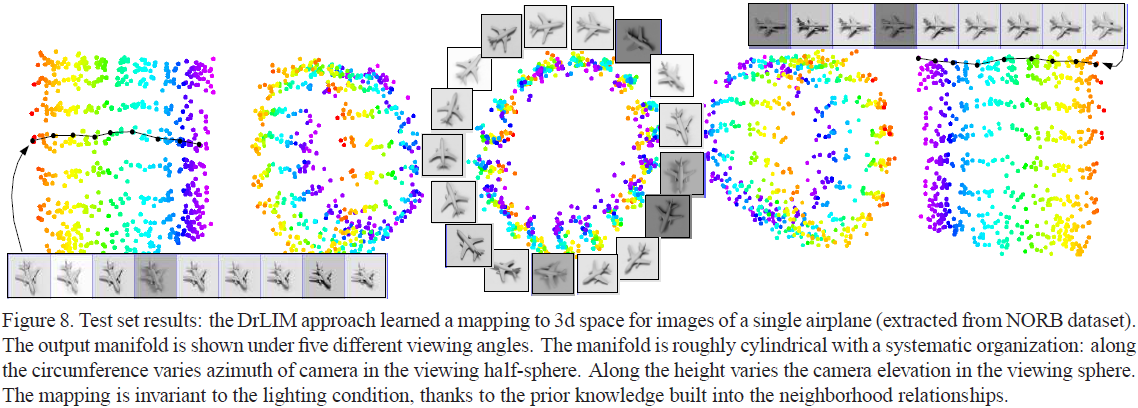 Figure 8. Test set results: the DrLIM approach learned a mapping to 3d space for images of a single airplane (extracted from NORB dataset).
The output manifold is shown under five different viewing angles. The manifold is roughly cylindrical with a systematic organization: along
the circumference varies azimuth of camera in the viewing half-sphere. Along the height varies the camera elevation in the viewing sphere.
The mapping is invariant to the lighting condition, thanks to the prior knowledge built into the neighborhood relationships.